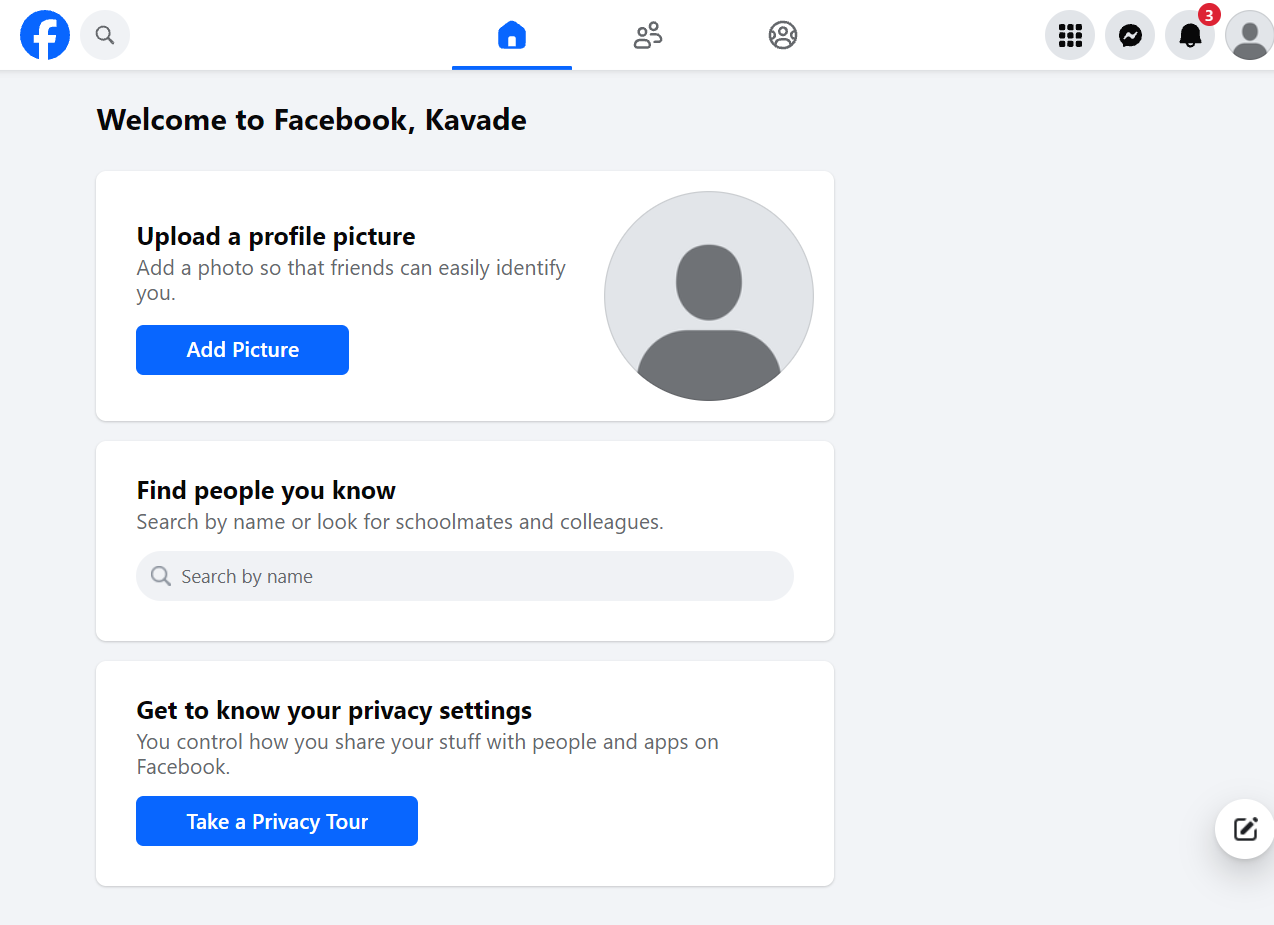 3
Welcome to Facebook, Kavade
Upload a profile picture
Add a photo so that friends can easily identify
you.
Add Picture
Find people you know
Search by name or look for schoolmates and colleagues.
Search by name
Get to know your privacy settings
You control how you share your stuff with people and apps on
Facebook.
Take a Privacy Tour